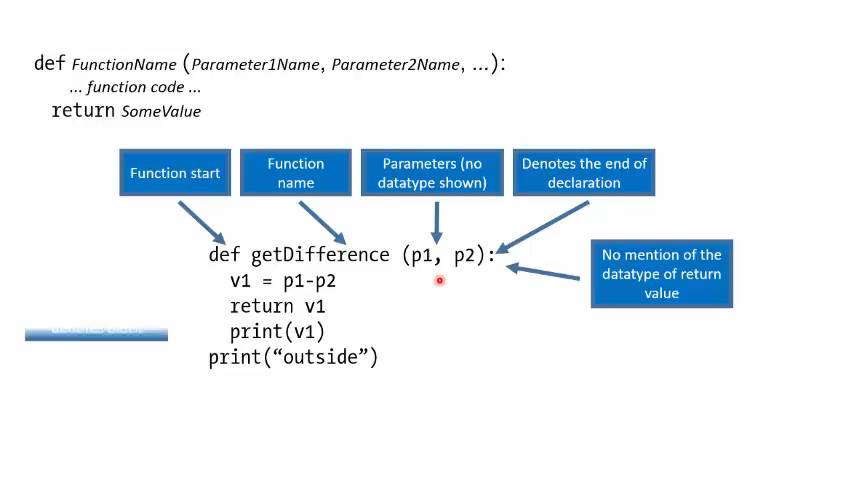 def FunctionName (Parameter1Name, Parameter2Name, ...):
... function code ...
return SomeValue
Function start
Function
name
Parameters (no
datatype shown)
Denotes the end of
declaration
def getDifference (p1, p2):
v1 = p1-p2
return v1
print(v1)
print(“outside”)
No mention of the
datatype of return
value